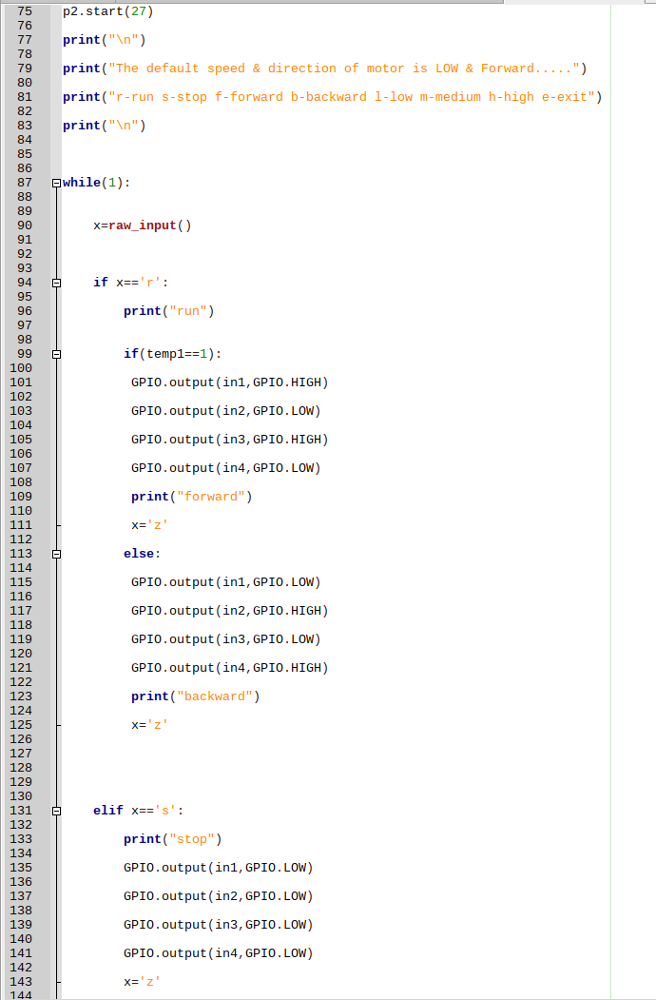 75 p2.start(27)
76
77 print("\n")
78
79 print("The default speed & direction of motor is LOW & Forward.....")
80
81 print("r-run s-stop f-forward b-backward l-low m-medium h-high e-exit")
82
83 print("\n")
84
85
86
87 while(1):
88
89
90 x=raw_input()
91
92
93
94 if x=='r':
95
96 print("run")
97
98
99 if(temp1==1):
100
101 GPIO.output(in1,GPIO.HIGH)
102
103 GPIO.output(in2,GPIO.LOW)
104
105 GPIO.output(in3,GPIO.HIGH)
106
107 GPIO.output(in4,GPIO.LOW)
108
109 print("forward")
110
111 x='z'
112
113 else:
114
115 GPIO.output(in1,GPIO.LOW)
116
117 GPIO.output(in2,GPIO.HIGH)
118
119 GPIO.output(in3,GPIO.LOW)
120
121 GPIO.output(in4,GPIO.HIGH)
122
123 print("backward")
124
125 x='z'
126
127
128
129
130
131 elif x=='s':
132
133 print("stop")
134
135 GPIO.output(in1,GPIO.LOW)
136
137 GPIO.output(in2,GPIO.LOW)
138
139 GPIO.output(in3,GPIO.LOW)
140
141 GPIO.output(in4,GPIO.LOW)
142
143 x='z'
144